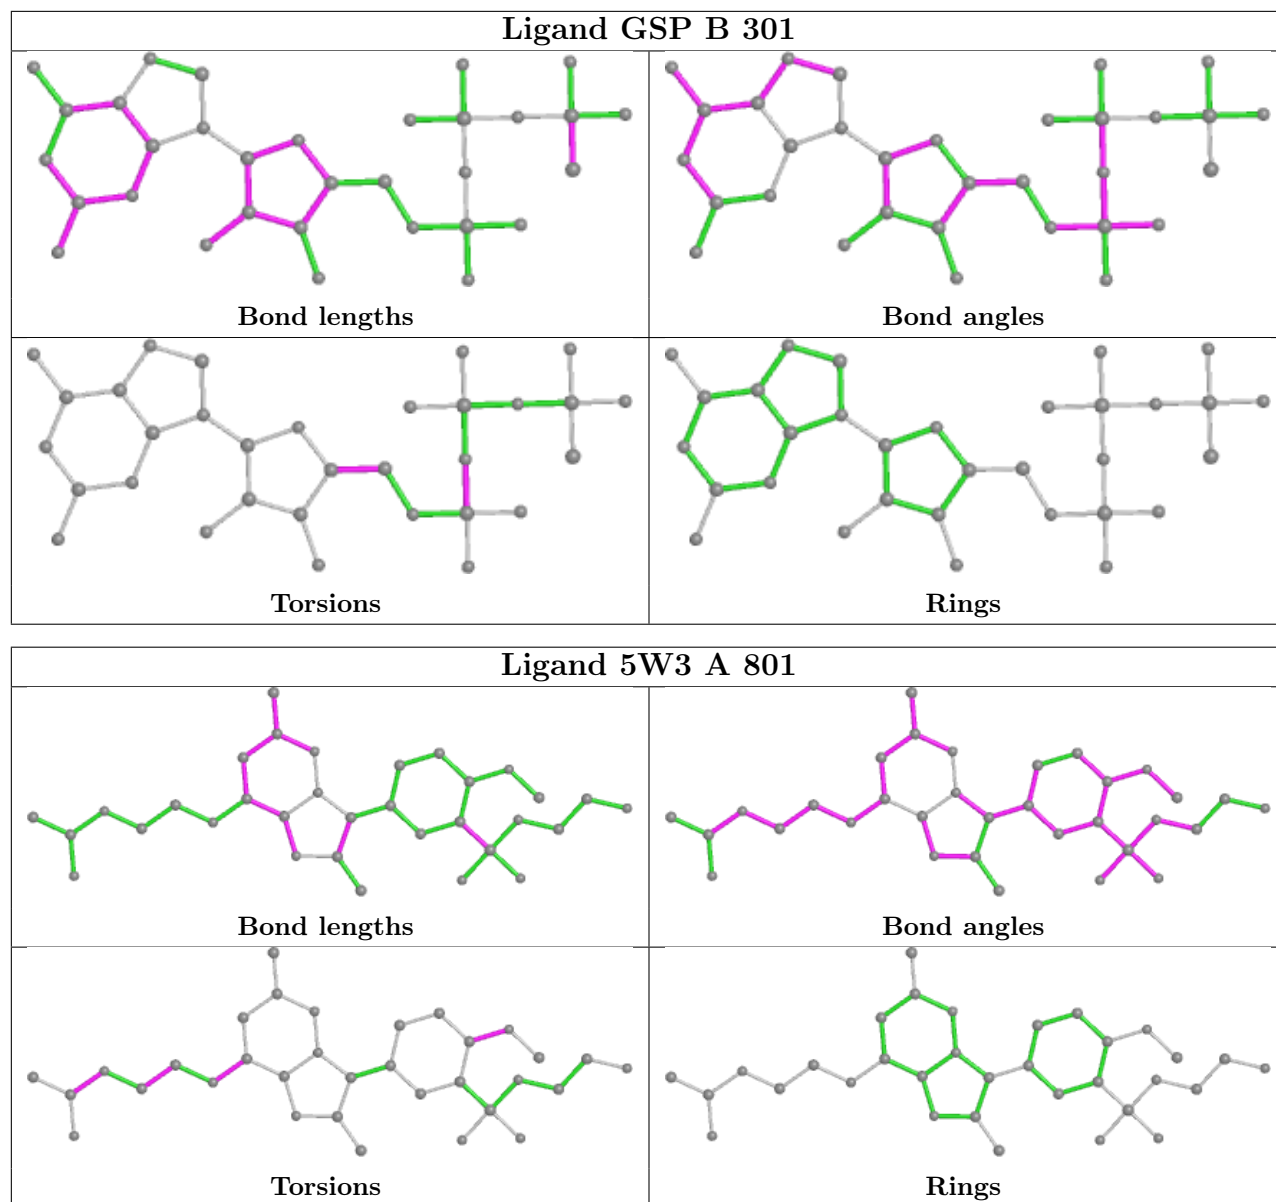 Ligand GSP B 301
Bond lengths
Bond angles
Torsions
Rings
Ligand 5W3 A 801
Bond lengths
Bond angles
Torsions
Rings